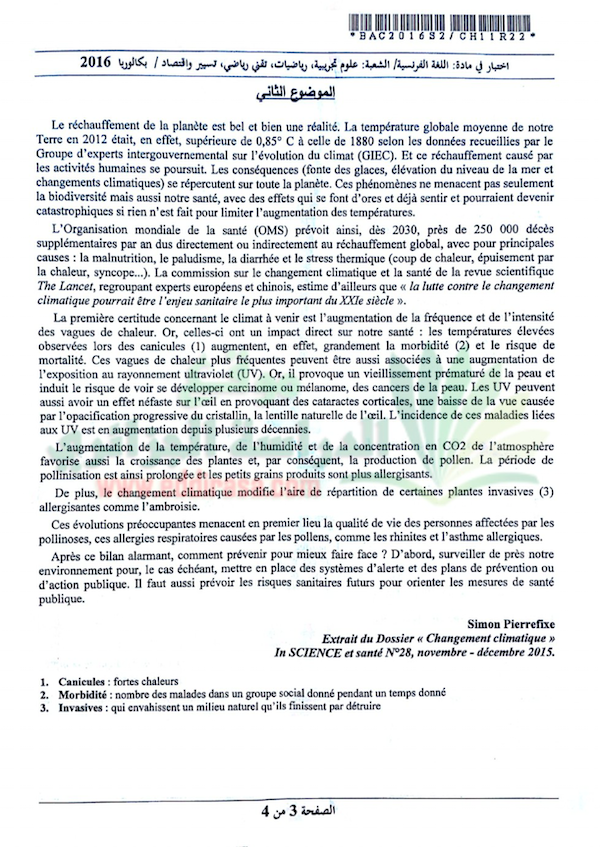 *BAC2016S2/CH11R22*
اختبار في مادة: اللغة الفرنسية/ الشعبة: علوم تجريبية، رياضيات، تقني رياضي، تسيير واقتصاد / بكالوريا 2016
الموضوع الثاني
Le réchauffement de la planète est bel et bien une réalité. La température globale moyenne de notre
Terre en 2012 était, en effet, supérieure de 0,85° C à celle de 1880 selon les données recueillies par le
Groupe d'experts intergouvernemental sur l'évolution du climat (GIEC). Et ce réchauffement causé par
les activités humaines se poursuit. Les conséquences (fonte des glaces, élévation du niveau de la mer et
changements climatiques) se répercutent sur toute la planète. Ces phénomènes ne menacent pas seulement
la biodiversité mais aussi notre santé, avec des effets qui se font d'ores et déjà sentir et pourraient devenir
catastrophiques si rien n'est fait pour limiter l'augmentation des températures.
L'Organisation mondiale de la santé (OMS) prévoit ainsi, dès 2030, près de 250 000 décès
supplémentaires par an dus directement ou indirectement au réchauffement global, avec pour principales
causes : la malnutrition, le paludisme, la diarrhée et le stress thermique (coup de chaleur, épuisement par
la chaleur, syncope...). La commission sur le changement climatique et la santé de la revue scientifique
The Lancet, regroupant experts européens et chinois, estime d'ailleurs que « la lutte contre le changement
climatique pourrait être l'enjeu sanitaire le plus important du XXIe siècle ».
La première certitude concernant le climat à venir est l'augmentation de la fréquence et de l'intensité
des vagues de chaleur. Or, celles-ci ont un impact direct sur notre santé : les températures élevées
observées lors des canicules (1) augmentent, en effet, grandement la morbidité (2) et le risque de
mortalité. Ces vagues de chaleur plus fréquentes peuvent être aussi associées à une augmentation de
l'exposition au rayonnement ultraviolet (UV). Or, il provoque un vieillissement prématuré de la peau et
induit le risque de voir se développer carcinome ou mélanome, des cancers de la peau. Les UV peuvent
aussi avoir un effet néfaste sur l'œil en provoquant des cataractes corticales, une baisse de la vue causée
par l'opacification progressive du cristallin, la lentille naturelle de l'œil. L'incidence de ces maladies liées
aux UV est en augmentation depuis plusieurs décennies.
L'augmentation de la température, de l'humidité et de la concentration en CO2 de l'atmosphère
favorise aussi la croissance des plantes et, par conséquent, la production de pollen. La période de
pollinisation est ainsi prolongée et les petits grains produits sont plus allergisants.
De plus, le changement climatique modifie l'aire de répartition de certaines plantes invasives (3)
allergisantes comme l'ambroisie.
Ces évolutions préoccupantes menacent en premier lieu la qualité de vie des personnes affectées par les
pollinoses, ces allergies respiratoires causées par les pollens, comme les rhinites et l'asthme allergiques.
Après ce bilan alarmant, comment prévenir pour mieux faire face ? D'abord, surveiller de près notre
environnement pour, le cas échéant, mettre en place des systèmes d'alerte et des plans de prévention ou
d'action publique. Il faut aussi prévoir les risques sanitaires futurs pour orienter les mesures de santé
publique.
Simon Pierrefixe
Extrait du Dossier « Changement climatique »
In SCIENCE et santé N°28, novembre - décembre 2015.
1. Canicules : fortes chaleurs
2. Morbidité : nombre des malades dans un groupe social donné pendant un temps donné
3. Invasives : qui envahissent un milieu naturel qu'ils finissent par détruire
الصفحة 3 من 4